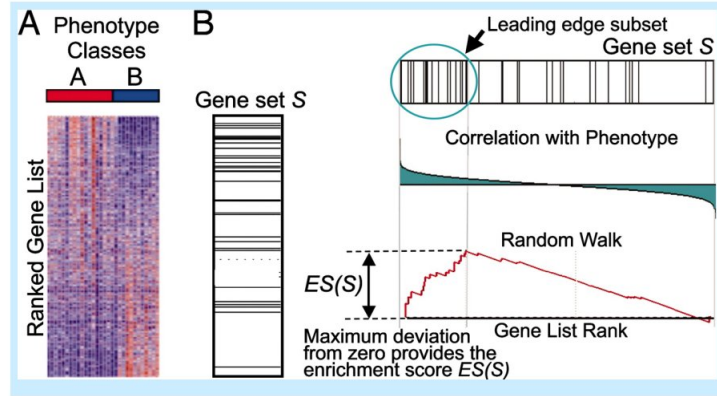 A
Phenotype
Classes
A
B
Ranked Gene List
B
Gene set S
Leading edge subset
Gene set S
Correlation with Phenotype
Random Walk
ES(S)
Gene List Rank
Maximum deviation
from zero provides the
enrichment score ES(S)